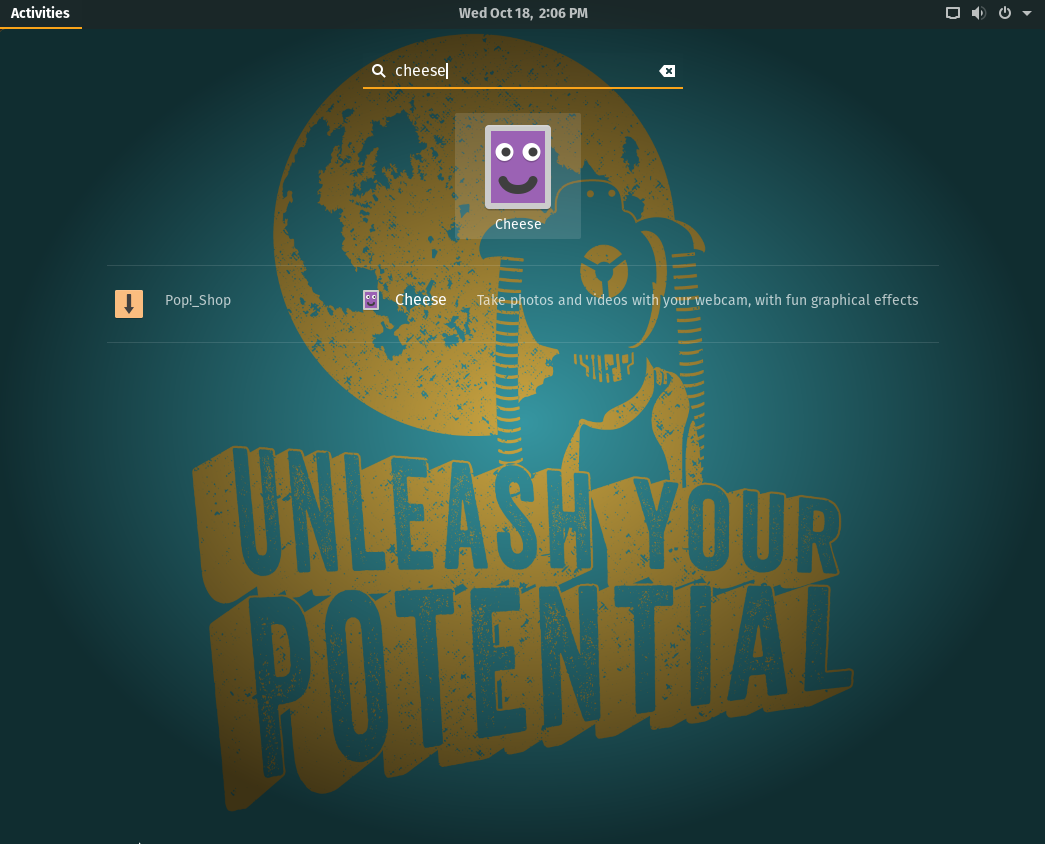 Activities
Wed Oct 18, 2:06 PM
cheese
Cheese
Pop!_Shop
Cheese
Take photos and videos with your webcam, with fun graphical effects
UNLEASH YOUR
POTENTIAL